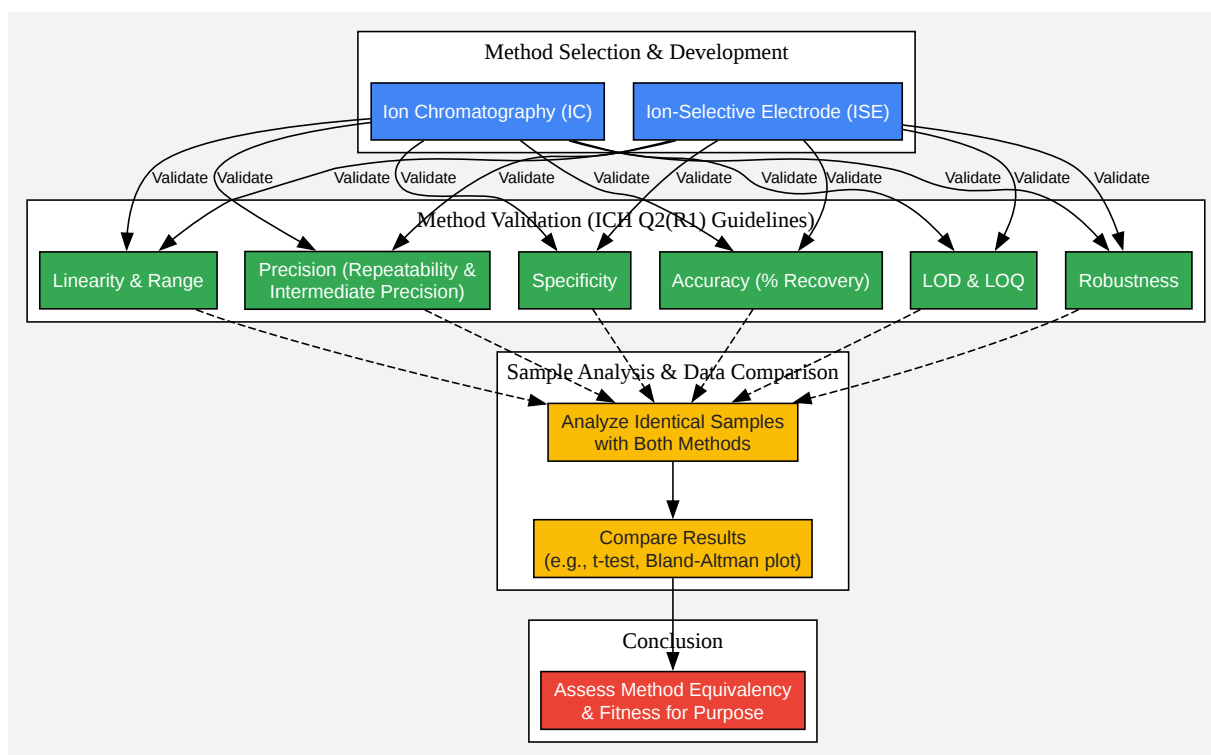 Method Selection & Development
Ion Chromatography (IC)
Ion-Selective Electrode (ISE)
Validate
Validate
Validate
Validate
Validate
Validate
Validate
Validate
Validate
Validate
Validate
Validate
Method Validation (ICH Q2(R1) Guidelines)
Linearity & Range
Precision (Repeatability &
Intermediate Precision)
Specificity
Accuracy (% Recovery)
LOD & LOQ
Robustness
Sample Analysis & Data Comparison
Analyze Identical Samples
with Both Methods
Compare Results
(e.g., t-test, Bland-Altman plot)
Conclusion
Assess Method Equivalency
& Fitness for Purpose